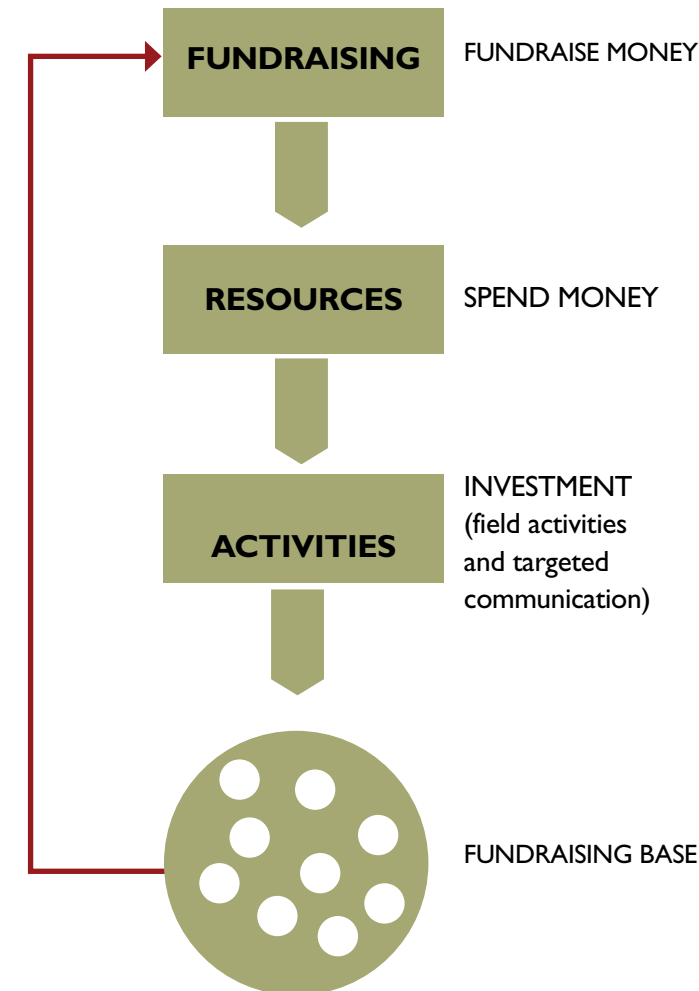 FUNDRAISING
FUNDRAISE MONEY
RESOURCES
SPEND MONEY
ACTIVITIES
INVESTMENT
(field activities
and targeted
communication)
FUNDRAISING BASE